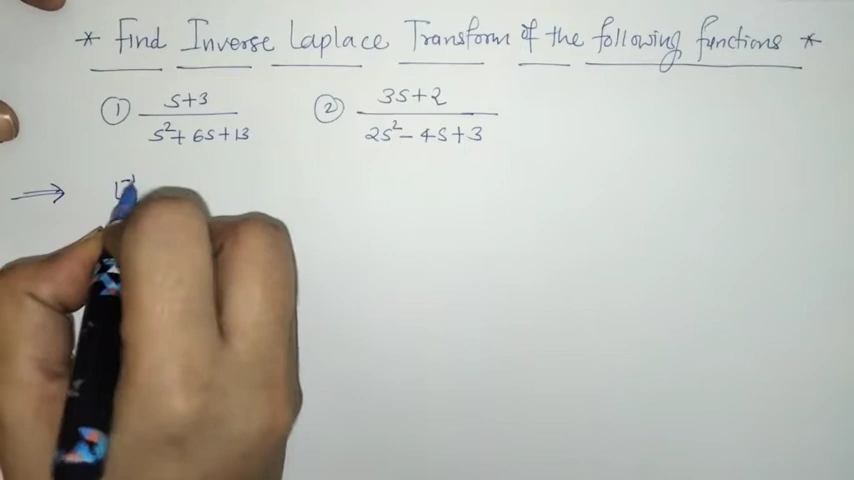 * Find Inverse Laplace Transform of the following functions *
① s+3 / s²+6s+13 ② 3s+2 / 2s²-4s+3
⇒